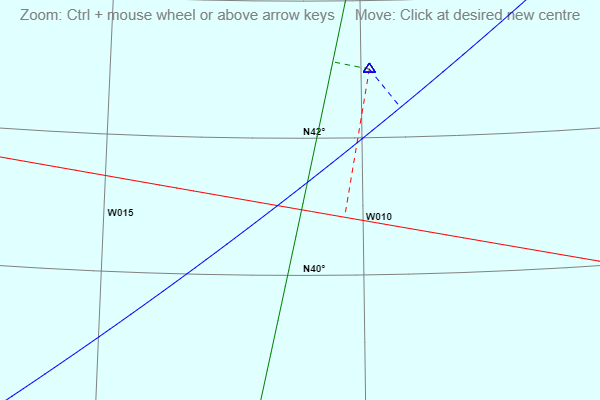 Zoom: Ctrl + mouse wheel or above arrow keys Move: Click at desired new centre
N42°
W015
W010
N40°